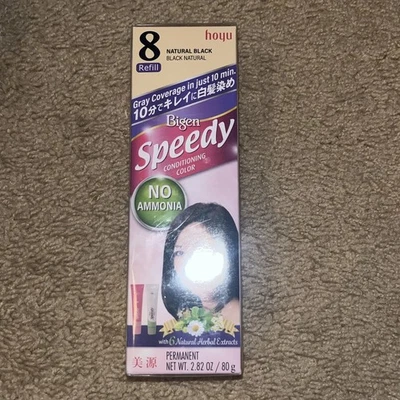 8
Refill
hoyu
NATURAL BLACK
BLACK NATURAL
Gray Coverage in just 10 min.
10分でキレイに白髪染め
Bigen
Speedy
CONDITIONING
COLOR
NO
AMMONIA
with 6 Natural Herbal Extracts
美源
PERMANENT
NET WT. 2.82 OZ / 80 g